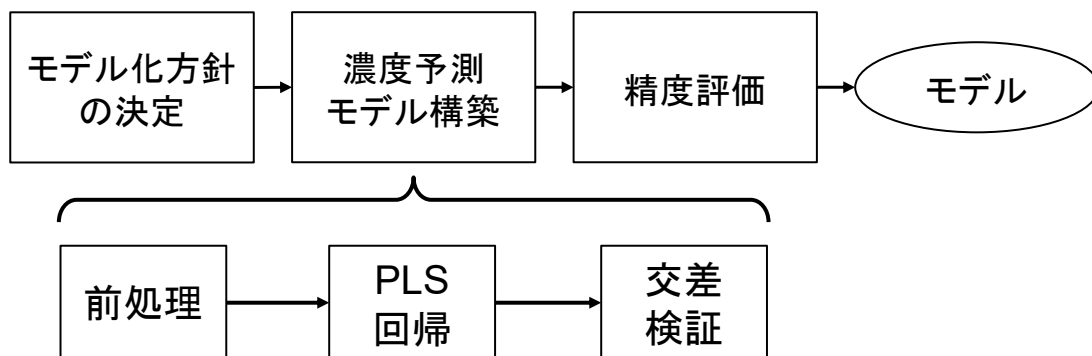 モデル化方針
の決定
濃度予測
モデル構築
精度評価
モデル
前処理
PLS
回帰
交差
検証